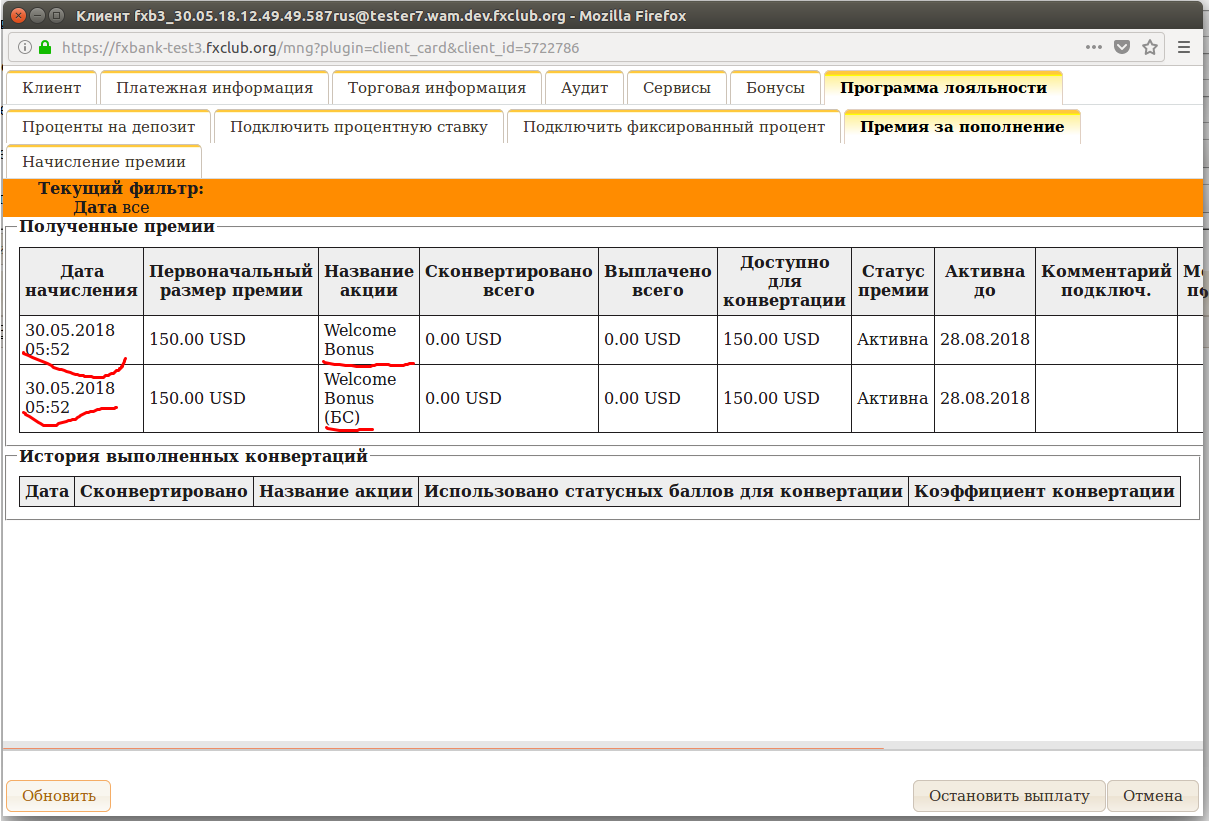 Клиент fxb3_30.05.18.12.49.49.587rus@tester7.wam.dev.fxclub.org - Mozilla Firefox
https://fxbank-test3.fxclub.org/mng?plugin=client_card&client_id=5722786
Клиент Платежная информация Торговая информация Аудит Сервисы Бонусы Программа лояльности
Проценты на депозит Подключить процентную ставку Подключить фиксированный процент Премия за пополнение
Начисление премии
Текущий фильтр:
Дата все
Полученные премии
Дата начисления Первоначальный размер премии Название акции Сконвертировано всего Выплачено всего Доступно для конвертации Статус премии Активна до Комментарий подключ.
30.05.2018 05:52 150.00 USD Welcome Bonus 0.00 USD 0.00 USD 150.00 USD Активна 28.08.2018
30.05.2018 05:52 150.00 USD Welcome Bonus (БС) 0.00 USD 0.00 USD 150.00 USD Активна 28.08.2018
История выполненных конвертаций
Дата Сконвертировано Название акции Использовано статусных баллов для конвертации Коэффициент конвертации
Обновить Остановить выплату Отмена